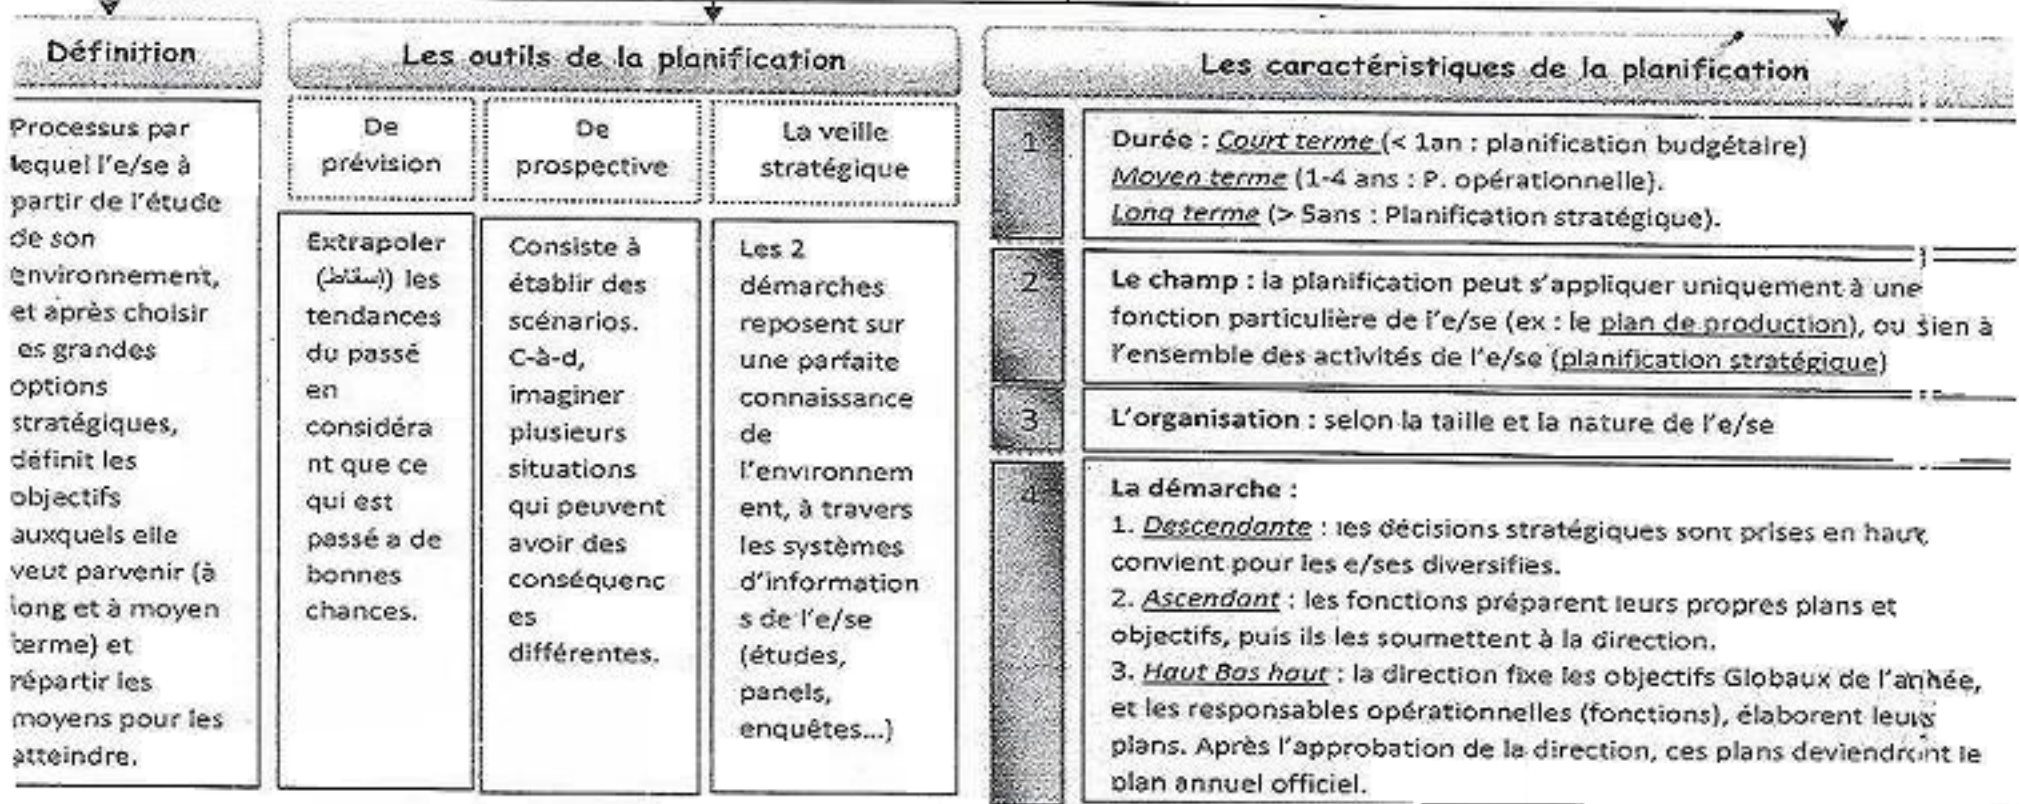 Définition
Processus par
lequel l'e/se à
partir de l'étude
de son
environnement,
et après choisir
es grandes
options
stratégiques,
définit les
objectifs
auxquels elle
veut parvenir (à
long et à moyen
terme) et
répartir les
moyens pour les
atteindre.
Les outils de la planification
De
prévision
Extrapoler
(اسقاط) les
tendances
du passé
en
considéra
nt que ce
qui est
passé a de
bonnes
chances.
De
prospective
Consiste à
établir des
scénarios.
C-à-d,
imaginer
plusieurs
situations
qui peuvent
avoir des
conséquenc
es
différentes.
La veille
stratégique
Les 2
démarches
reposent sur
une parfaite
connaissance
de
l'environnem
ent, à travers
les systèmes
d'information
s de l'e/se
(études,
panels,
enquêtes...)
Les caractéristiques de la planification
1
Durée : Court terme (< 1an : planification budgétaire)
Moyen terme (1-4 ans : P. opérationnelle).
Long terme (> 5ans : Planification stratégique).
2
Le champ : la planification peut s'appliquer uniquement à une
fonction particulière de l'e/se (ex : le plan de production), ou bien à
l'ensemble des activités de l'e/se (planification stratégique)
3
L'organisation : selon la taille et la nature de l'e/se
4
La démarche :
1. Descendante : les décisions stratégiques sont prises en haut,
convient pour les e/ses diversifies.
2. Ascendant : les fonctions préparent leurs propres plans et
objectifs, puis ils les soumettent à la direction.
3. Haut Bas haut : la direction fixe les objectifs Globaux de l'année,
et les responsables opérationnelles (fonctions), élaborent leurs
plans. Après l'approbation de la direction, ces plans deviendront le
plan annuel officiel.